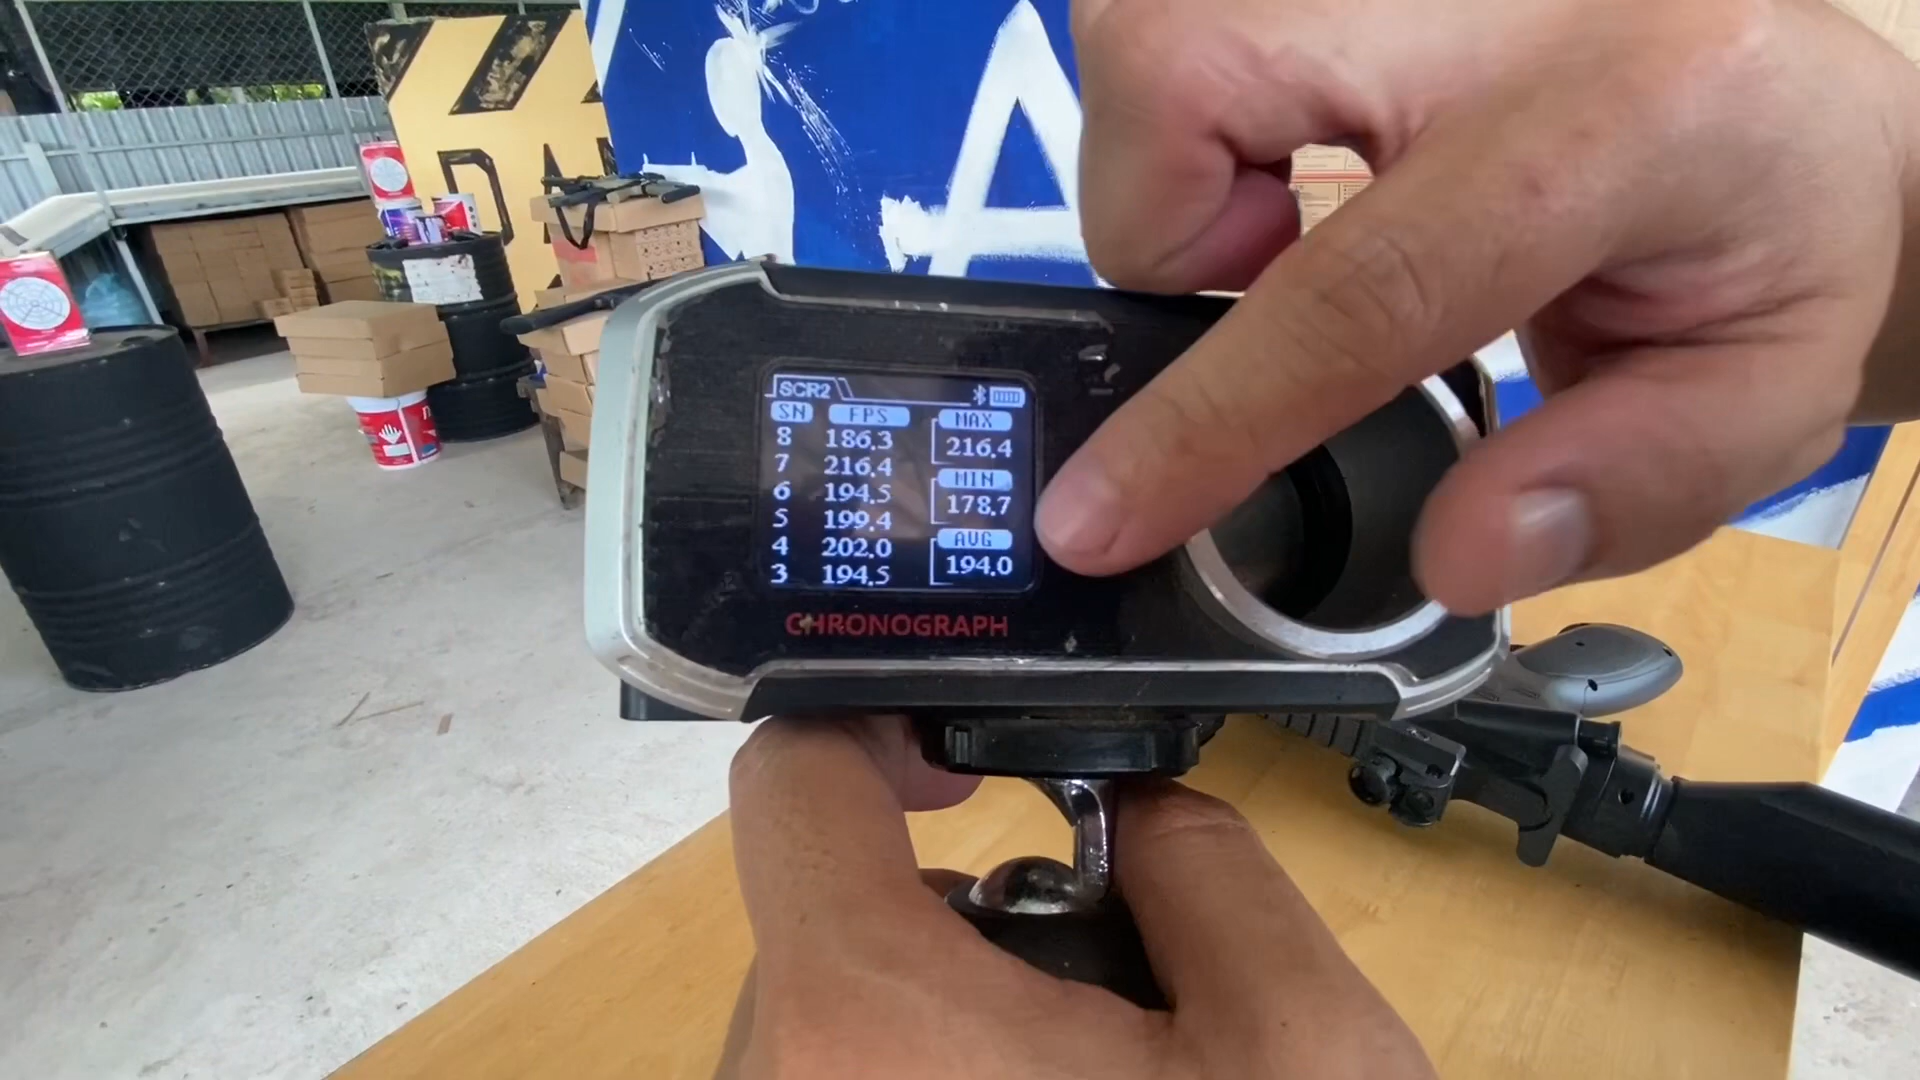 DAN
A
SCR2
SN FPS MAX
8 186.3 216.4
7 216.4 MIN
6 194.5 178.7
5 199.4 AVG
4 202.0 194.0
3 194.5
CHRONOGRAPH